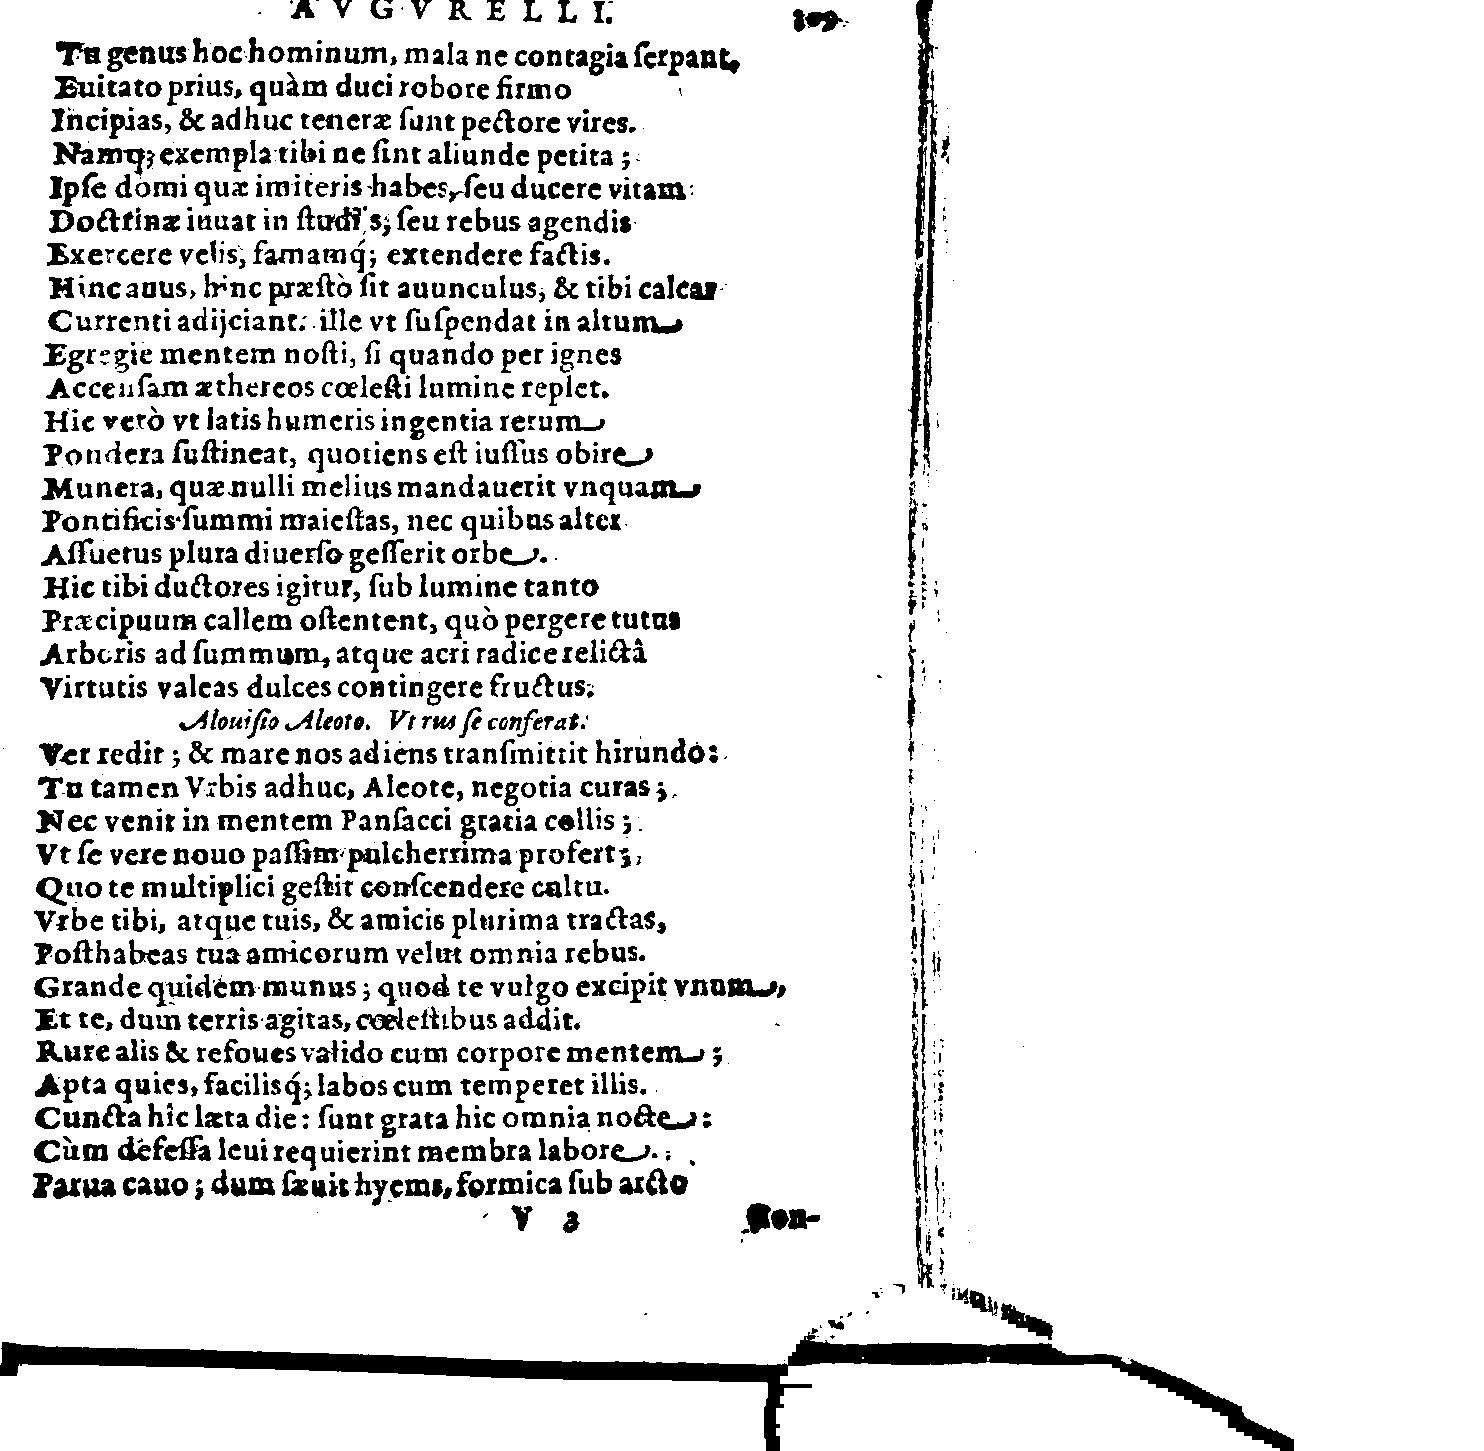 AVGVRELLI. 309
Tu genus hoc hominum, mala ne contagia ſerpant,
Euitato prius, quàm duci robore firmo
Incipias, & adhuc teneræ ſunt pectore vires.
Namq; exempla tibi ne ſint aliunde petita ;
Ipſe domi quæ imiteris habes, ſeu ducere vitam
Doctrinæ iuuat in ſtudijs; ſeu rebus agendis
Exercere velis, famamq́; extendere factis.
Hinc auus, hinc præſtò ſit auunculus, & tibi calcar
Currenti adijciant: ille vt ſuſpendat in altum
Egregie mentem noſti, ſi quando per ignes
Accenſam æthereos cœleſti lumine replet.
Hic verò vt latis humeris ingentia rerum
Pondera ſuſtineat, quotiens eſt iuſſus obire
Munera, quæ nulli melius mandauerit vnquam
Pontificis ſummi maieſtas, nec quibus alter
Aſſuetus plura diuerſo geſſerit orbe.
Hic tibi ductores igitur, ſub lumine tanto
Præcipuum callem oſtentent, quò pergere tutus
Arboris ad ſummum, atque acri radice relictâ
Virtutis valeas dulces contingere fructus.
Alouiſio Aleoto. Vt rus ſe conferat.
Ver redit ; & mare nos adiens tranſmittit hirundo:
Tu tamen Vrbis adhuc, Aleote, negotia curas ;
Nec venit in mentem Panſacci gratia collis ;
Vt ſe vere nouo paſſim pulcherrima profert ;
Quo te multiplici geſtit conſcendere cultu.
Vrbe tibi, atque tuis, & amicis plurima tractas,
Poſthabeas tua amicorum velut omnia rebus.
Grande quidem munus ; quod te vulgo excipit vnum,
Et te, dum terris agitas, cœleſtibus addit.
Rure alis & refoues valido cum corpore mentem ;
Apta quies, facilisq́; labos cum temperet illis.
Cuncta hîc læta die: ſunt grata hic omnia nocte :
Cùm defeſſa leui requierint membra labore.
Parua cauo ; dum ſæuit hyems, formica ſub arcto
V 3 Con-